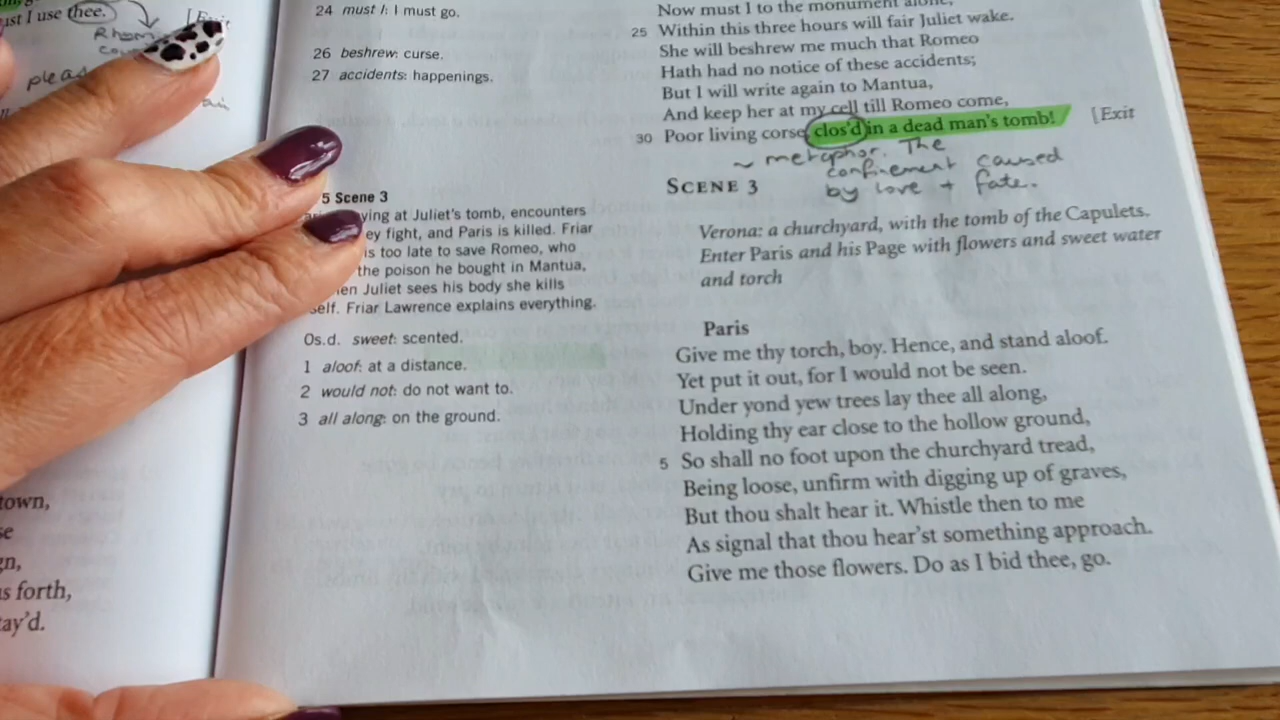 ust I use thee.
[Exit
Rhomi
cou
plea
ain
town,
se
gn,
s forth,
tay'd.
24 must I: I must go.
26 beshrew: curse.
27 accidents: happenings.
5 Scene 3
ying at Juliet's tomb, encounters
ey fight, and Paris is killed. Friar
is too late to save Romeo, who
the poison he bought in Mantua,
en Juliet sees his body she kills
self. Friar Lawrence explains everything.
Os.d. sweet: scented.
1 aloof: at a distance.
2 would not: do not want to.
3 all along: on the ground.
Now must I to the monument alone,
25 Within this three hours will fair Juliet wake.
She will beshrew me much that Romeo
Hath had no notice of these accidents;
But I will write again to Mantua,
And keep her at my cell till Romeo come,
30 Poor living corse, clos'd in a dead man's tomb! [Exit
~ metaphor. The
confinement caused
by love + fate.
SCENE 3
Verona: a churchyard, with the tomb of the Capulets.
Enter Paris and his Page with flowers and sweet water
and torch
Paris
Give me thy torch, boy. Hence, and stand aloof.
Yet put it out, for I would not be seen.
Under yond yew trees lay thee all along,
Holding thy ear close to the hollow ground,
5 So shall no foot upon the churchyard tread,
Being loose, unfirm with digging up of graves,
But thou shalt hear it. Whistle then to me
As signal that thou hear'st something approach.
Give me those flowers. Do as I bid thee, go.